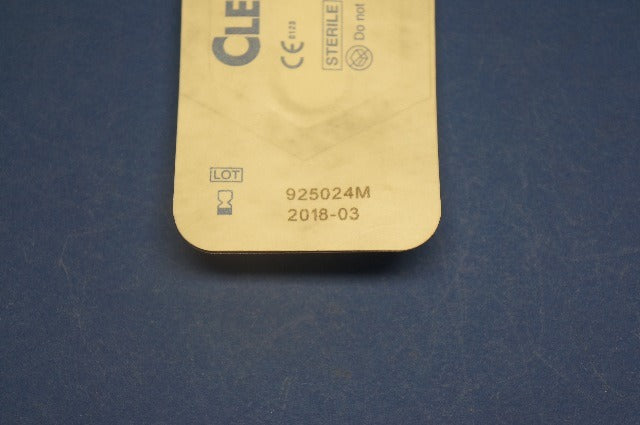 CLE
CE 0123
STERILE
Do not
LOT
925024M
2018-03